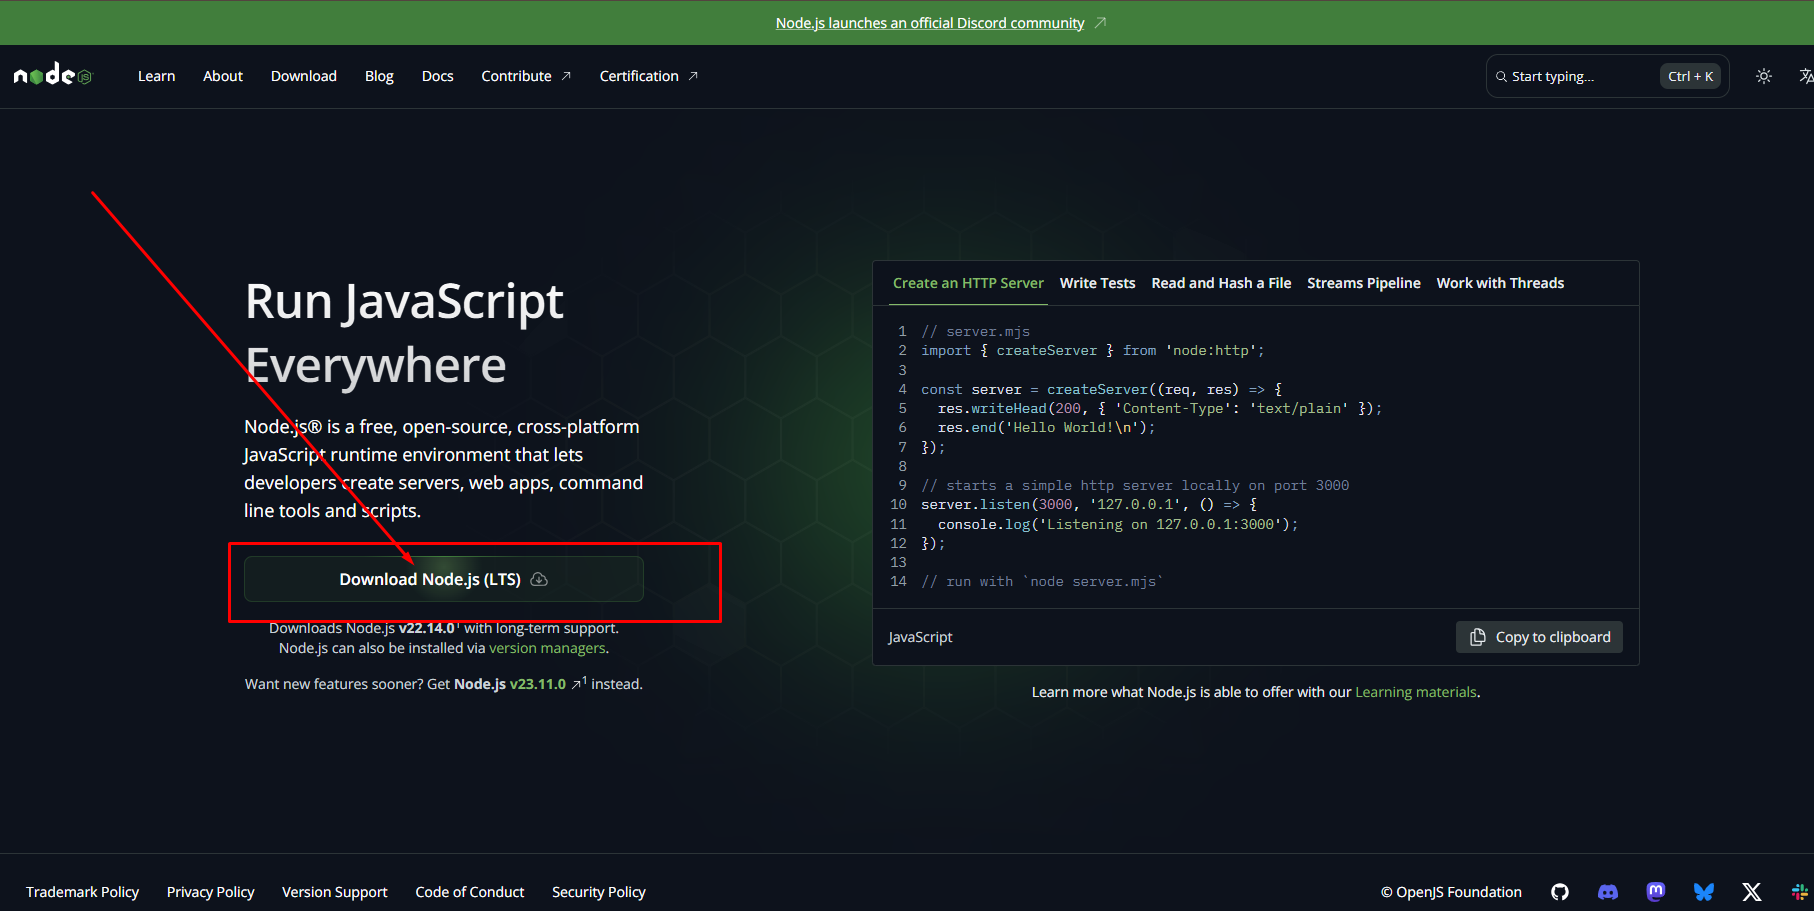 Node.js launches an official Discord community
node JS
Learn About Download Blog Docs Contribute Certification
Start typing... Ctrl + K
Run JavaScript
Everywhere
Node.js® is a free, open-source, cross-platform
JavaScript runtime environment that lets
developers create servers, web apps, command
line tools and scripts.
Download Node.js (LTS)
Downloads Node.js v22.14.0¹ with long-term support.
Node.js can also be installed via version managers.
Want new features sooner? Get Node.js v23.11.0 ¹ instead.
Create an HTTP Server Write Tests Read and Hash a File Streams Pipeline Work with Threads
1 // server.mjs
2 import { createServer } from 'node:http';
3
4 const server = createServer((req, res) => {
5   res.writeHead(200, { 'Content-Type': 'text/plain' });
6   res.end('Hello World!\n');
7 });
8
9 // starts a simple http server locally on port 3000
10 server.listen(3000, '127.0.0.1', () => {
11   console.log('Listening on 127.0.0.1:3000');
12 });
13
14 // run with `node server.mjs`
JavaScript Copy to clipboard
Learn more what Node.js is able to offer with our Learning materials.
Trademark Policy Privacy Policy Version Support Code of Conduct Security Policy
© OpenJS Foundation